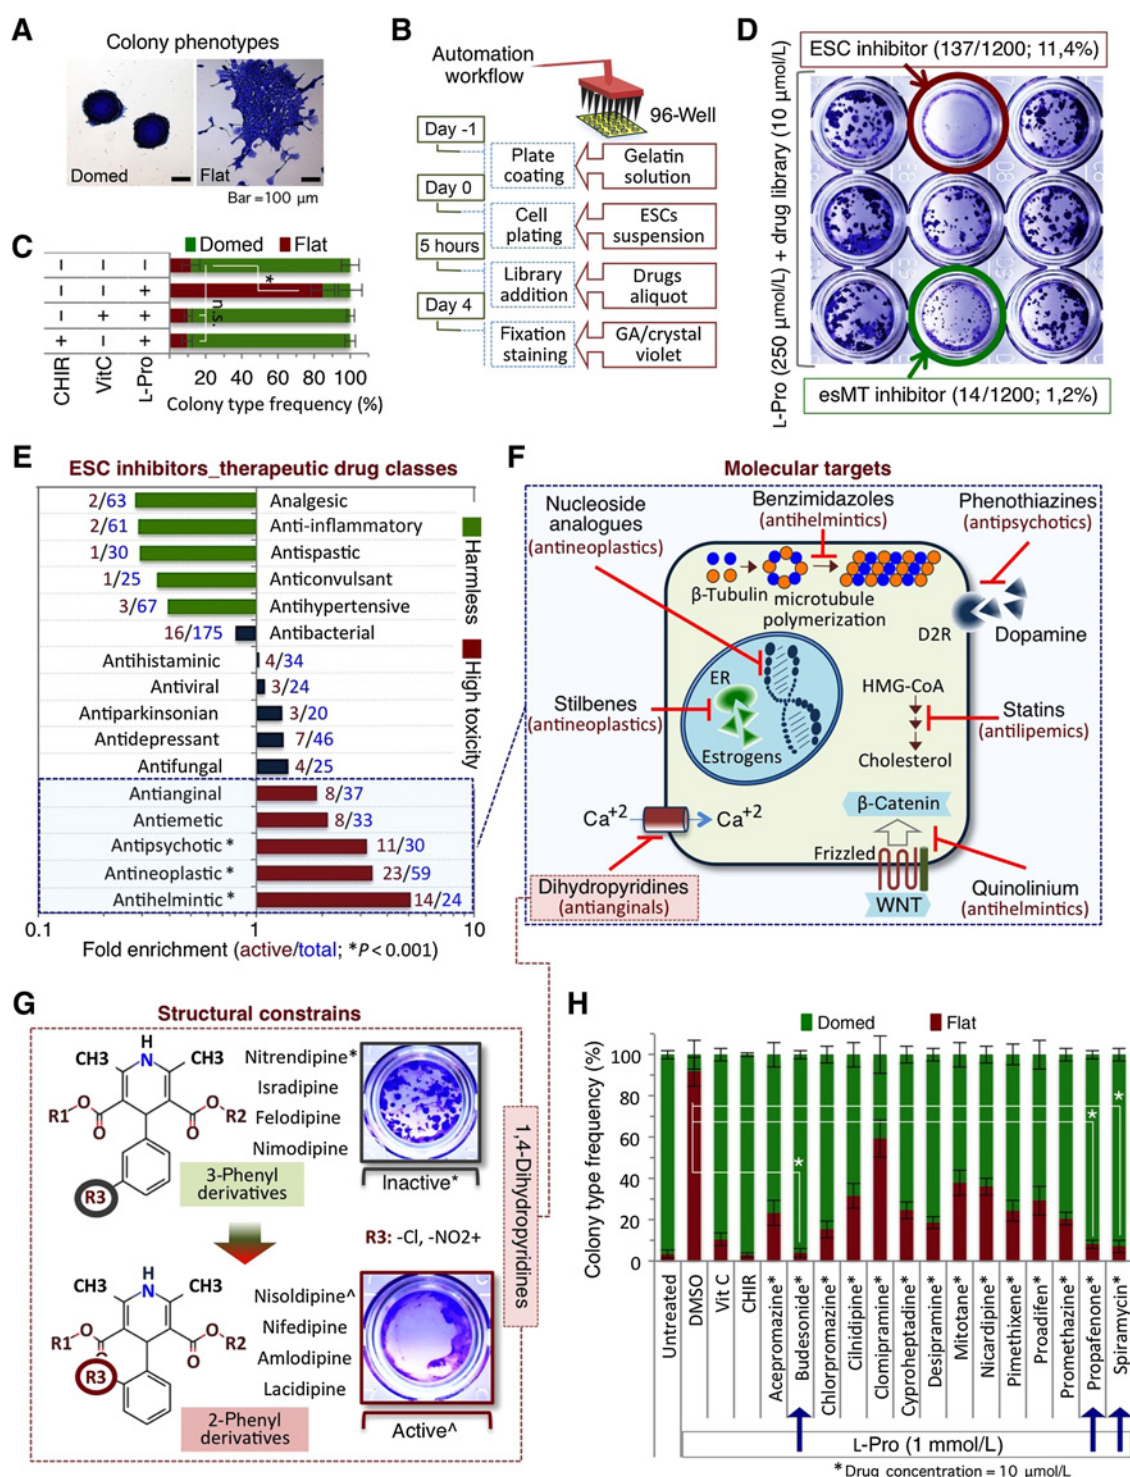 A
Colony phenotypes
Domed
Flat
Bar = 100 µm
B
Automation
workflow
96-Well
Day -1
Plate
coating
Gelatin
solution
Day 0
Cell
plating
ESCs
suspension
5 hours
Library
addition
Drugs
aliquot
Day 4
Fixation
staining
GA/crystal
violet
C
Domed
Flat
– – –
– – +
– + +
+ – +
*
n.s.
CHIR
VitC
L-Pro
20 40 60 80 100
Colony type frequency (%)
D
ESC inhibitor (137/1200; 11,4%)
L-Pro (250 µmol/L) + drug library (10 µmol/L)
esMT inhibitor (14/1200; 1,2%)
E
ESC inhibitors_therapeutic drug classes
2/63 Analgesic
2/61 Anti-inflammatory
1/30 Antispastic
1/25 Anticonvulsant
3/67 Antihypertensive
16/175 Antibacterial
Antihistaminic 4/34
Antiviral 3/24
Antiparkinsonian 3/20
Antidepressant 7/46
Antifungal 4/25
Antianginal 8/37
Antiemetic 8/33
Antipsychotic * 11/30
Antineoplastic * 23/59
Antihelmintic * 14/24
Harmless
High toxicity
0.1 1 10
Fold enrichment (active/total; *P < 0.001)
F
Molecular targets
Nucleoside
analogues
(antineoplastics)
Benzimidazoles
(antihelmintics)
Phenothiazines
(antipsychotics)
β-Tubulin
microtubule
polymerization
D2R
Dopamine
Stilbenes
(antineoplastics)
ER
Estrogens
HMG-CoA
Cholesterol
Statins
(antilipemics)
Ca+2
Ca+2
β-Catenin
Frizzled
WNT
Dihydropyridines
(antianginals)
Quinolinium
(antihelmintics)
G
Structural constrains
H
N
CH3
CH3
R1
O
O
O
O
R2
R3
3-Phenyl
derivatives
Nitrendipine*
Isradipine
Felodipine
Nimodipine
Inactive*
R3: -Cl, -NO2+
H
N
CH3
CH3
R1
O
O
O
R2
R3
2-Phenyl
derivatives
Nisoldipine^
Nifedipine
Amlodipine
Lacidipine
Active^
1,4-Dihydropyridines
H
Domed
Flat
Colony type frequency (%)
100
80
60
40
20
0
*
*
*
Untreated
DMSO
Vit C
CHIR
Acepromazine*
Budesonide*
Chlorpromazine*
Cilnidipine*
Clomipramine*
Cyproheptadine*
Desipramine*
Mitotane*
Nicardipine*
Pimethixene*
Proadifen*
Promethazine*
Propafenone*
Spiramycin*
L-Pro (1 mmol/L)
*Drug concentration = 10 µmol/L